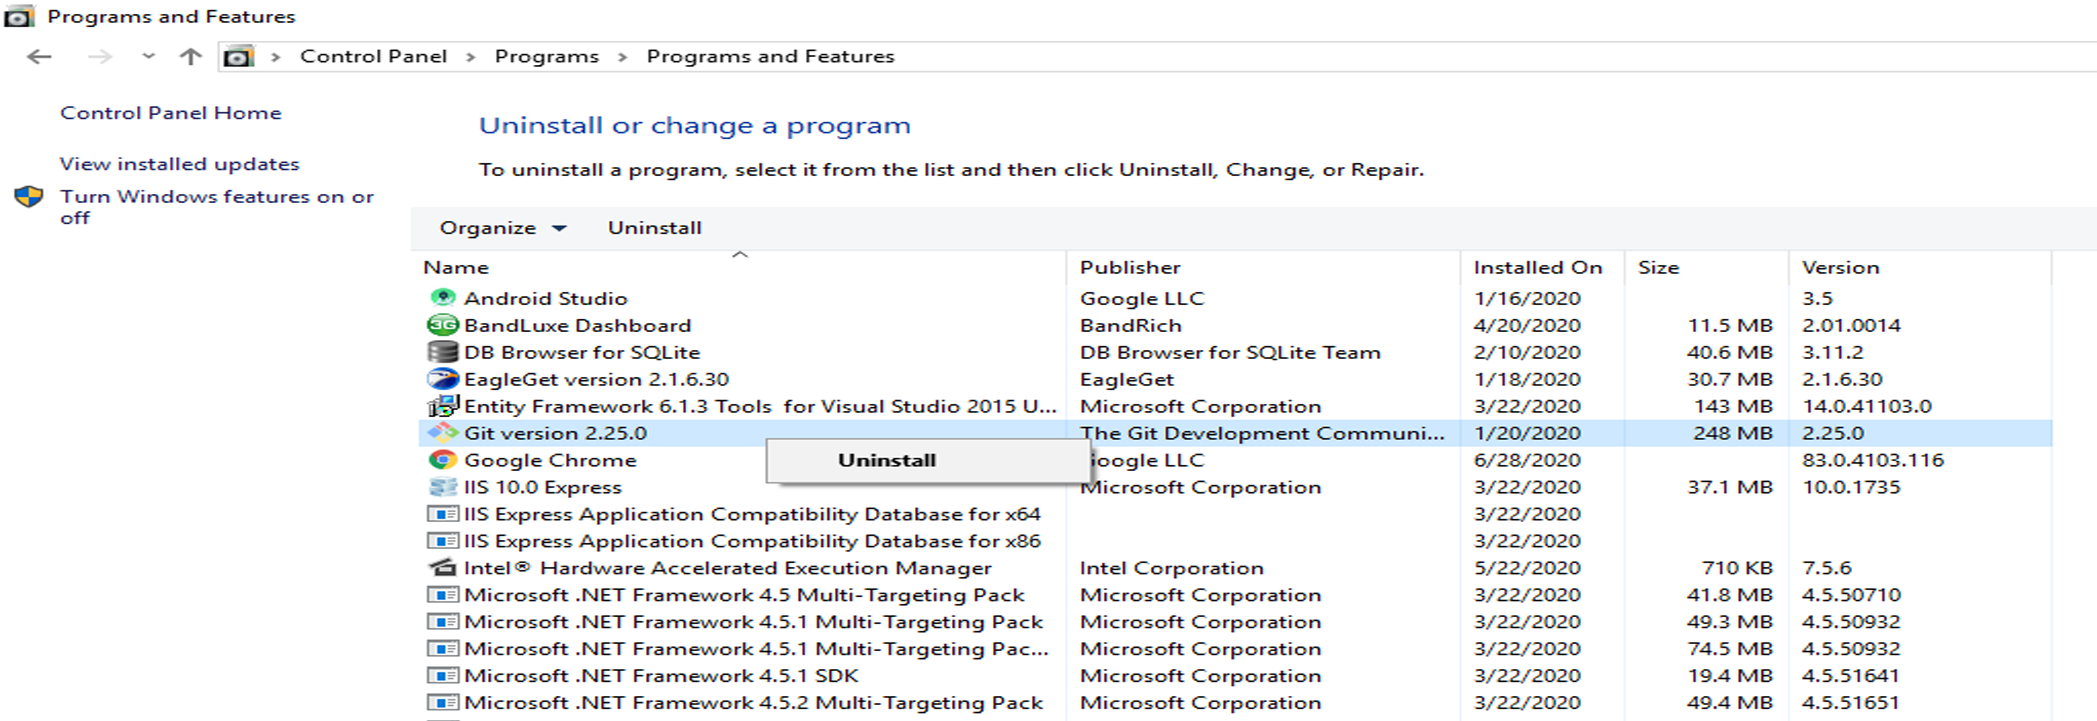 Programs and Features
Control Panel > Programs > Programs and Features
Control Panel Home
View installed updates
Turn Windows features on or
off
Uninstall or change a program
To uninstall a program, select it from the list and then click Uninstall, Change, or Repair.
Organize Uninstall
Name Publisher Installed On Size Version
Android Studio Google LLC 1/16/2020 3.5
3G BandLuxe Dashboard BandRich 4/20/2020 11.5 MB 2.01.0014
DB Browser for SQLite DB Browser for SQLite Team 2/10/2020 40.6 MB 3.11.2
EagleGet version 2.1.6.30 EagleGet 1/18/2020 30.7 MB 2.1.6.30
Entity Framework 6.1.3 Tools for Visual Studio 2015 U... Microsoft Corporation 3/22/2020 143 MB 14.0.41103.0
Git version 2.25.0 The Git Development Communi... 1/20/2020 248 MB 2.25.0
Google Chrome Uninstall oogle LLC 6/28/2020 83.0.4103.116
IIS 10.0 Express Microsoft Corporation 3/22/2020 37.1 MB 10.0.1735
IIS Express Application Compatibility Database for x64 3/22/2020
IIS Express Application Compatibility Database for x86 3/22/2020
Intel® Hardware Accelerated Execution Manager Intel Corporation 5/22/2020 710 KB 7.5.6
Microsoft .NET Framework 4.5 Multi-Targeting Pack Microsoft Corporation 3/22/2020 41.8 MB 4.5.50710
Microsoft .NET Framework 4.5.1 Multi-Targeting Pack Microsoft Corporation 3/22/2020 49.3 MB 4.5.50932
Microsoft .NET Framework 4.5.1 Multi-Targeting Pac... Microsoft Corporation 3/22/2020 74.5 MB 4.5.50932
Microsoft .NET Framework 4.5.1 SDK Microsoft Corporation 3/22/2020 19.4 MB 4.5.51641
Microsoft .NET Framework 4.5.2 Multi-Targeting Pack Microsoft Corporation 3/22/2020 49.4 MB 4.5.51651